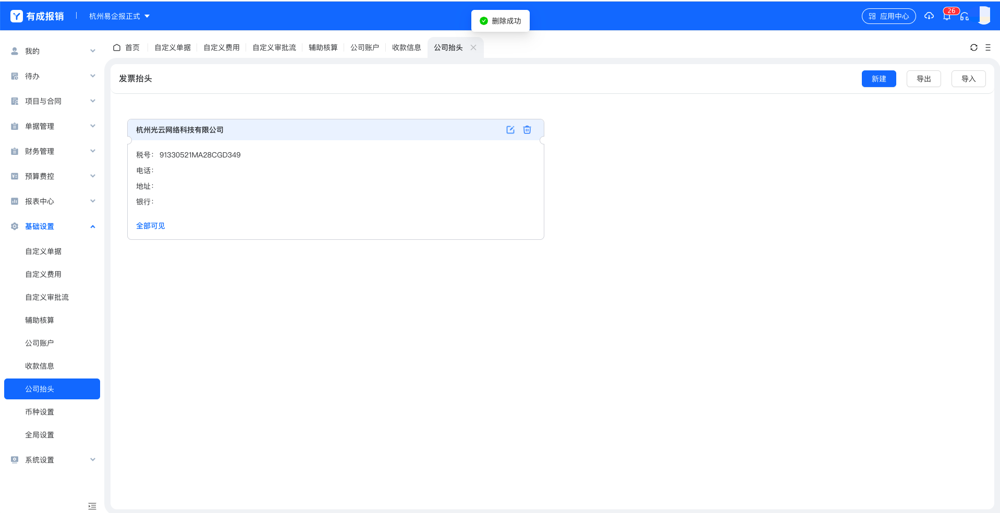 有成报销
杭州易企报正式
删除成功
应用中心
26
首页
自定义单据
自定义费用
自定义审批流
辅助核算
公司账户
收款信息
公司抬头
我的
待办
项目与合同
单据管理
财务管理
预算费控
报表中心
基础设置
自定义单据
自定义费用
自定义审批流
辅助核算
公司账户
收款信息
公司抬头
币种设置
全局设置
系统设置
发票抬头
新建
导出
导入
杭州光云网络科技有限公司
税号： 91330521MA28CGD349
电话：
地址：
银行：
全部可见